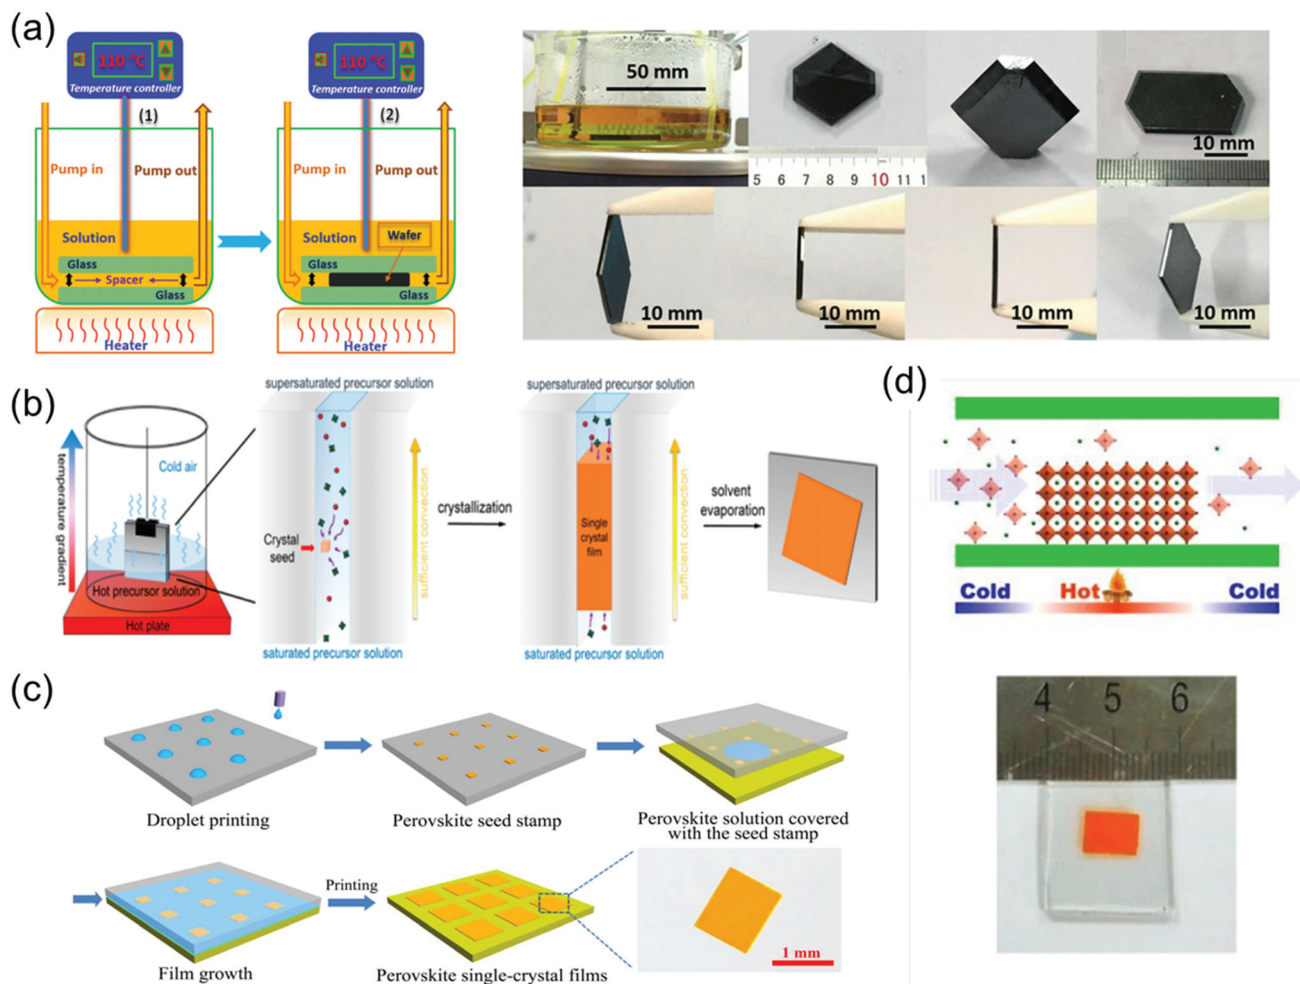 (a)
110 °C
Temperature controller
(1)
Pump in
Pump out
Solution
Glass
Spacer
Glass
Heater
110 °C
Temperature controller
(2)
Pump in
Pump out
Solution
Wafer
Glass
Glass
Heater
50 mm
5 6 7 8 9 10 11 1
10 mm
10 mm
10 mm
10 mm
10 mm
(b)
temperature gradient
Cold air
Hot precursor solution
Hot plate
supersaturated precursor solution
Crystal
seed
sufficient convection
saturated precursor solution
crystallization
supersaturated precursor solution
Single
crystal
film
sufficient convection
saturated precursor solution
solvent
evaporation
(c)
Droplet printing
Perovskite seed stamp
Perovskite solution covered
with the seed stamp
Film growth
Printing
Perovskite single-crystal films
1 mm
(d)
Cold
Hot
Cold
4 5 6